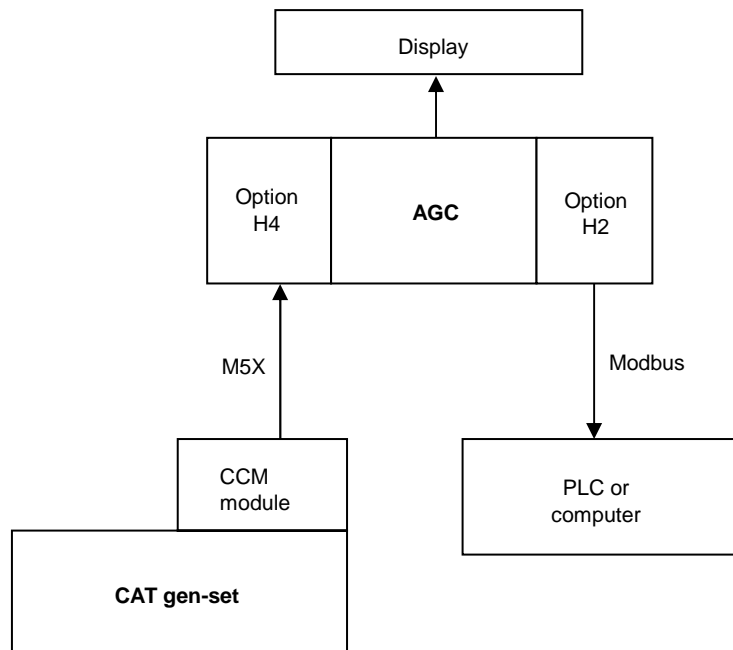 Display
Option
H4
AGC
Option
H2
M5X
Modbus
CCM
module
PLC or
computer
CAT gen-set